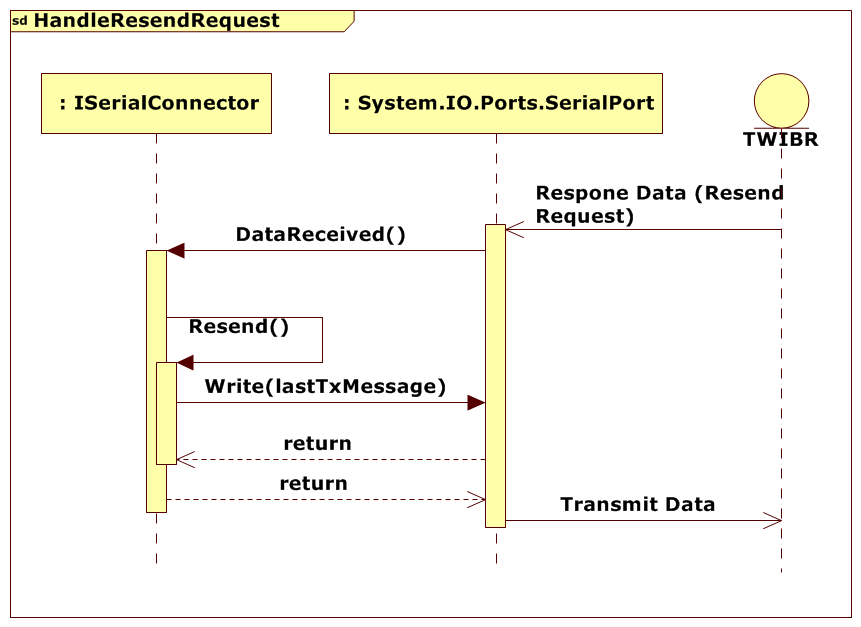 sd HandleResendRequest
: ISerialConnector
: System.IO.Ports.SerialPort
TWIBR
Respone Data (Resend
Request)
DataReceived()
Resend()
Write(lastTxMessage)
return
return
Transmit Data